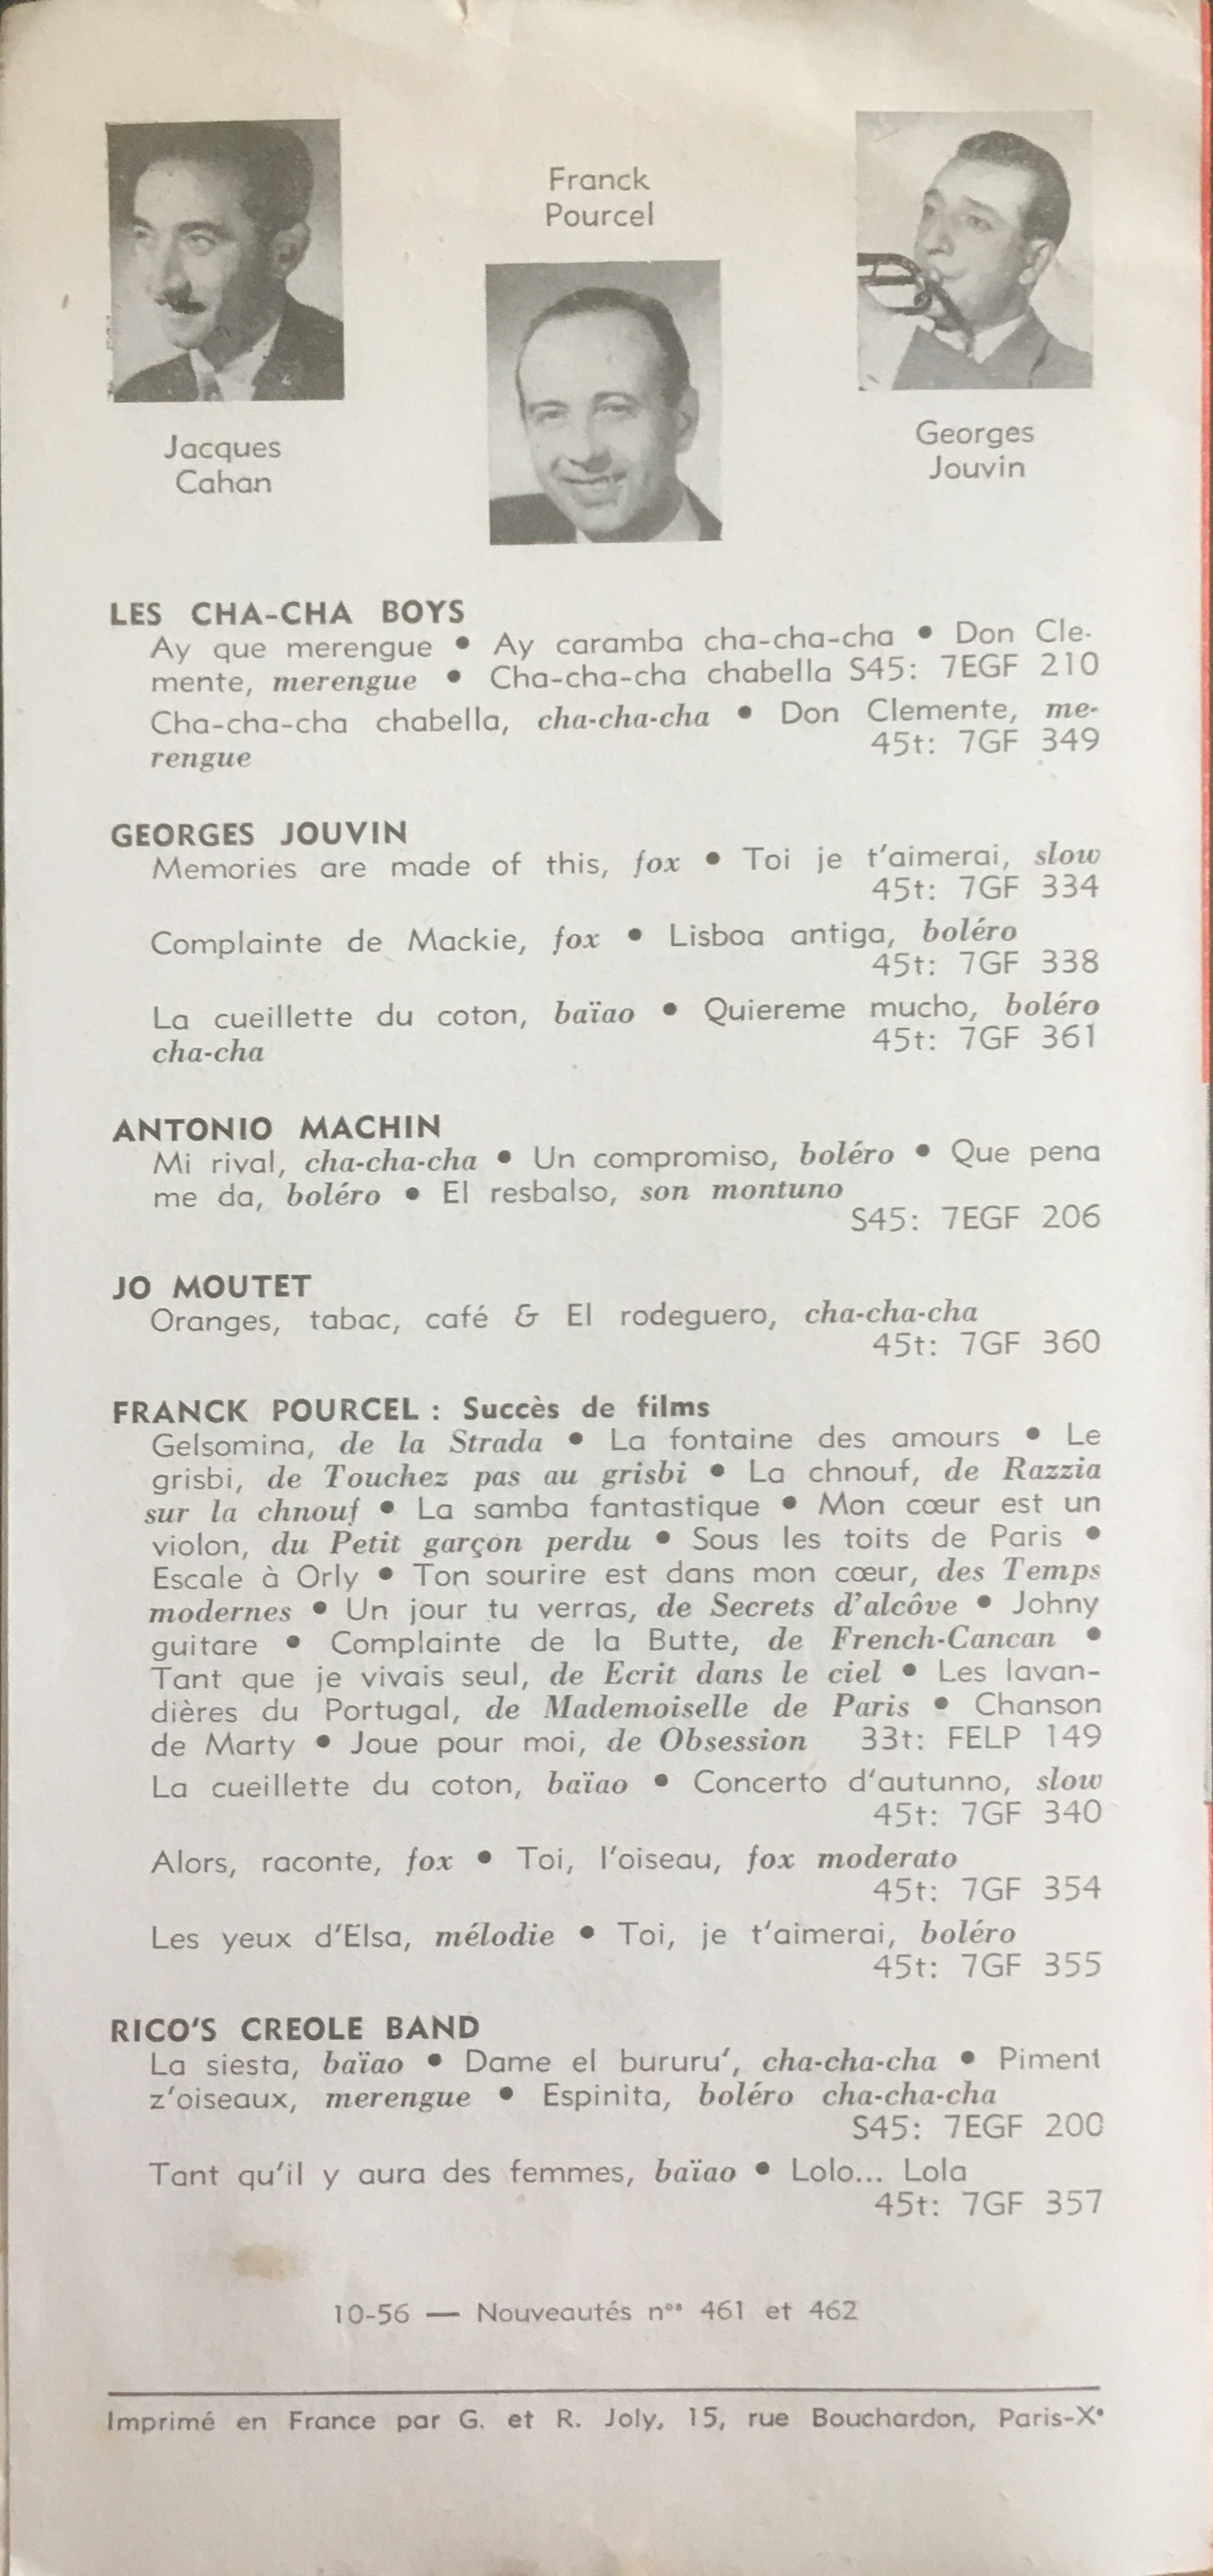 Franck
Pourcel
Jacques
Cahan
Georges
Jouvin
LES CHA-CHA BOYS
Ay que merengue • Ay caramba cha-cha-cha • Don Cle-
mente, merengue • Cha-cha-cha chabella S45: 7EGF 210
Cha-cha-cha chabella, cha-cha-cha • Don Clemente, me-
rengue 45t: 7GF 349
GEORGES JOUVIN
Memories are made of this, fox • Toi je t'aimerai, slow
45t: 7GF 334
Complainte de Mackie, fox • Lisboa antiga, boléro
45t: 7GF 338
La cueillette du coton, baïao • Quiereme mucho, boléro
cha-cha 45t: 7GF 361
ANTONIO MACHIN
Mi rival, cha-cha-cha • Un compromiso, boléro • Que pena
me da, boléro • El resbalso, son montuno
S45: 7EGF 206
JO MOUTET
Oranges, tabac, café & El rodeguero, cha-cha-cha
45t: 7GF 360
FRANCK POURCEL : Succès de films
Gelsomina, de la Strada • La fontaine des amours • Le
grisbi, de Touchez pas au grisbi • La chnouf, de Razzia
sur la chnouf • La samba fantastique • Mon cœur est un
violon, du Petit garçon perdu • Sous les toits de Paris •
Escale à Orly • Ton sourire est dans mon cœur, des Temps
modernes • Un jour tu verras, de Secrets d'alcôve • Johny
guitare • Complainte de la Butte, de French-Cancan •
Tant que je vivais seul, de Ecrit dans le ciel • Les lavan-
dières du Portugal, de Mademoiselle de Paris • Chanson
de Marty • Joue pour moi, de Obsession 33t: FELP 149
La cueillette du coton, baïao • Concerto d'autunno, slow
45t: 7GF 340
Alors, raconte, fox • Toi, l'oiseau, fox moderato
45t: 7GF 354
Les yeux d'Elsa, mélodie • Toi, je t'aimerai, boléro
45t: 7GF 355
RICO'S CREOLE BAND
La siesta, baïao • Dame el bururu', cha-cha-cha • Piment
z'oiseaux, merengue • Espinita, boléro cha-cha-cha
S45: 7EGF 200
Tant qu'il y aura des femmes, baïao • Lolo... Lola
45t: 7GF 357
10-56 — Nouveautés nos 461 et 462
Imprimé en France par G. et R. Joly, 15, rue Bouchardon, Paris-Xe